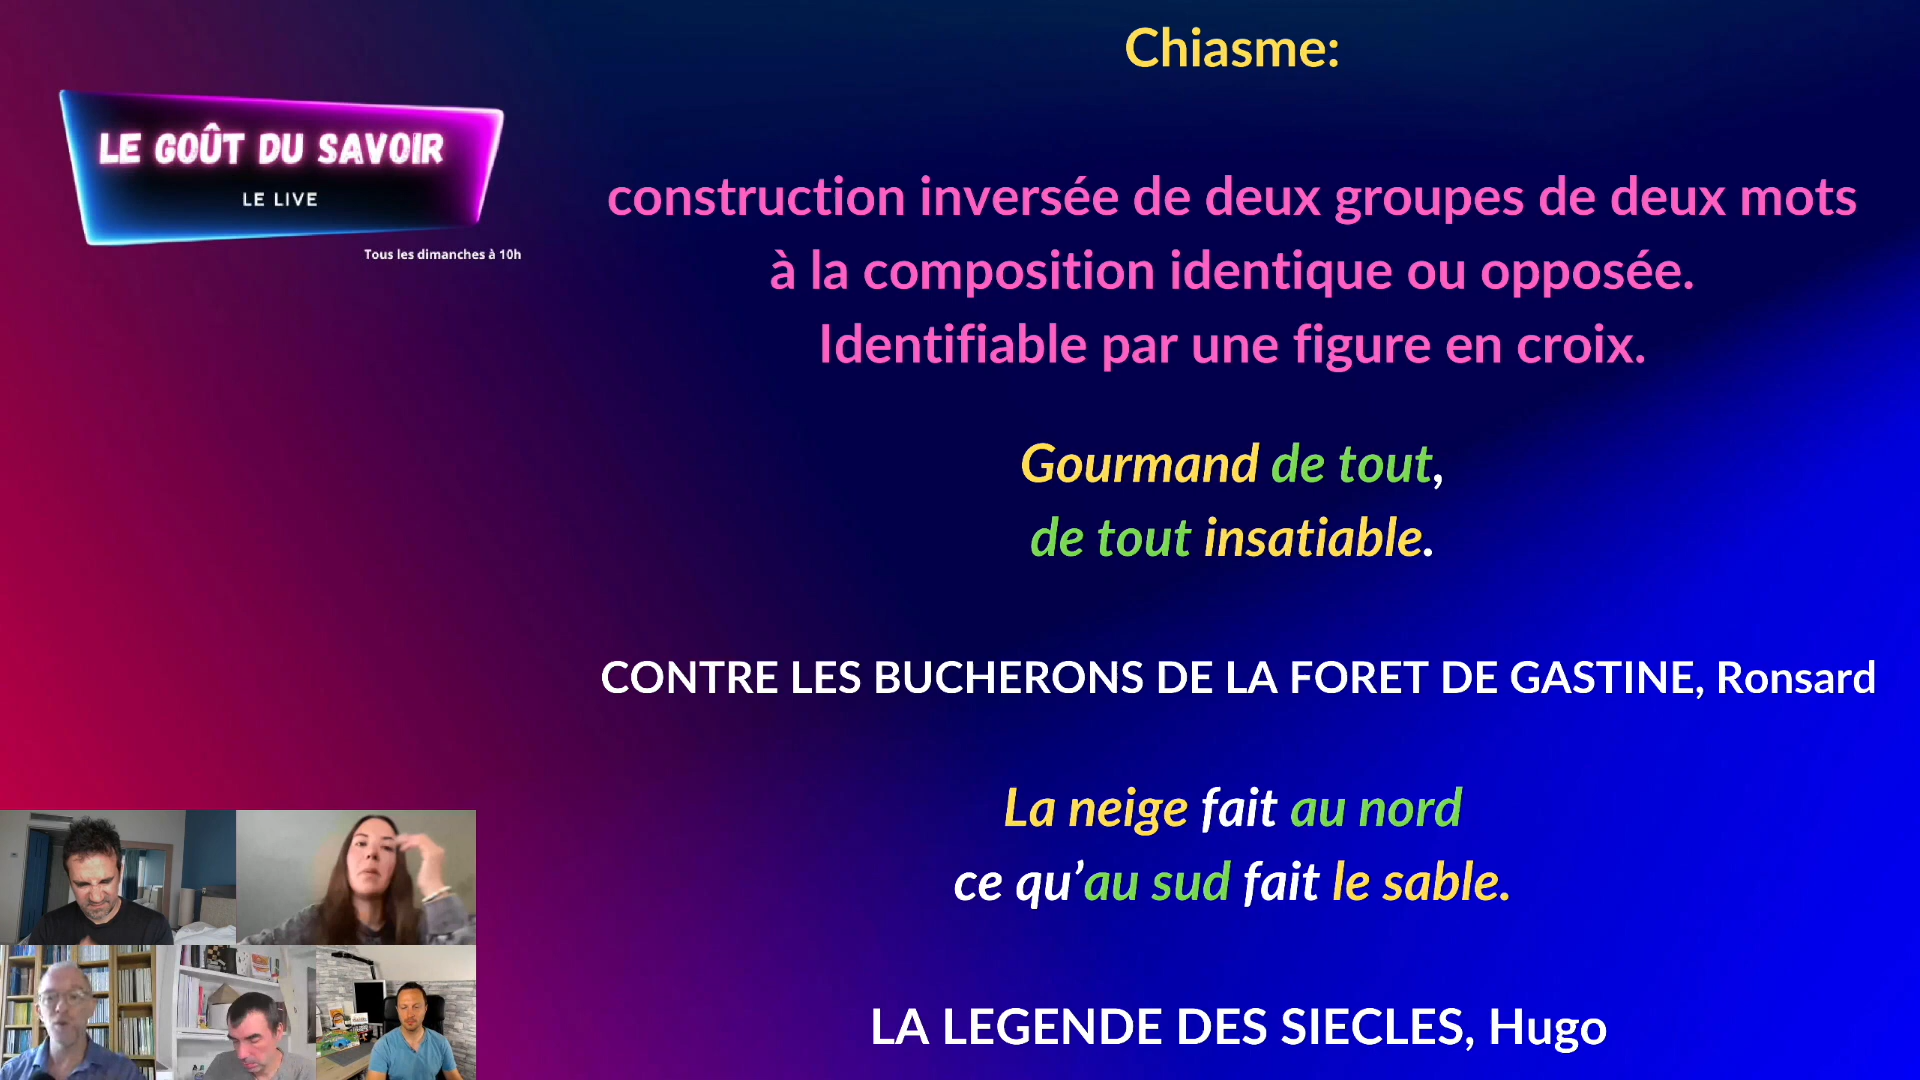 LE GOÛT DU SAVOIR
LE LIVE
Tous les dimanches à 10h
Chiasme:
construction inversée de deux groupes de deux mots
à la composition identique ou opposée.
Identifiable par une figure en croix.
Gourmand de tout,
de tout insatiable.
CONTRE LES BUCHERONS DE LA FORET DE GASTINE, Ronsard
La neige fait au nord
ce qu’au sud fait le sable.
LA LEGENDE DES SIECLES, Hugo